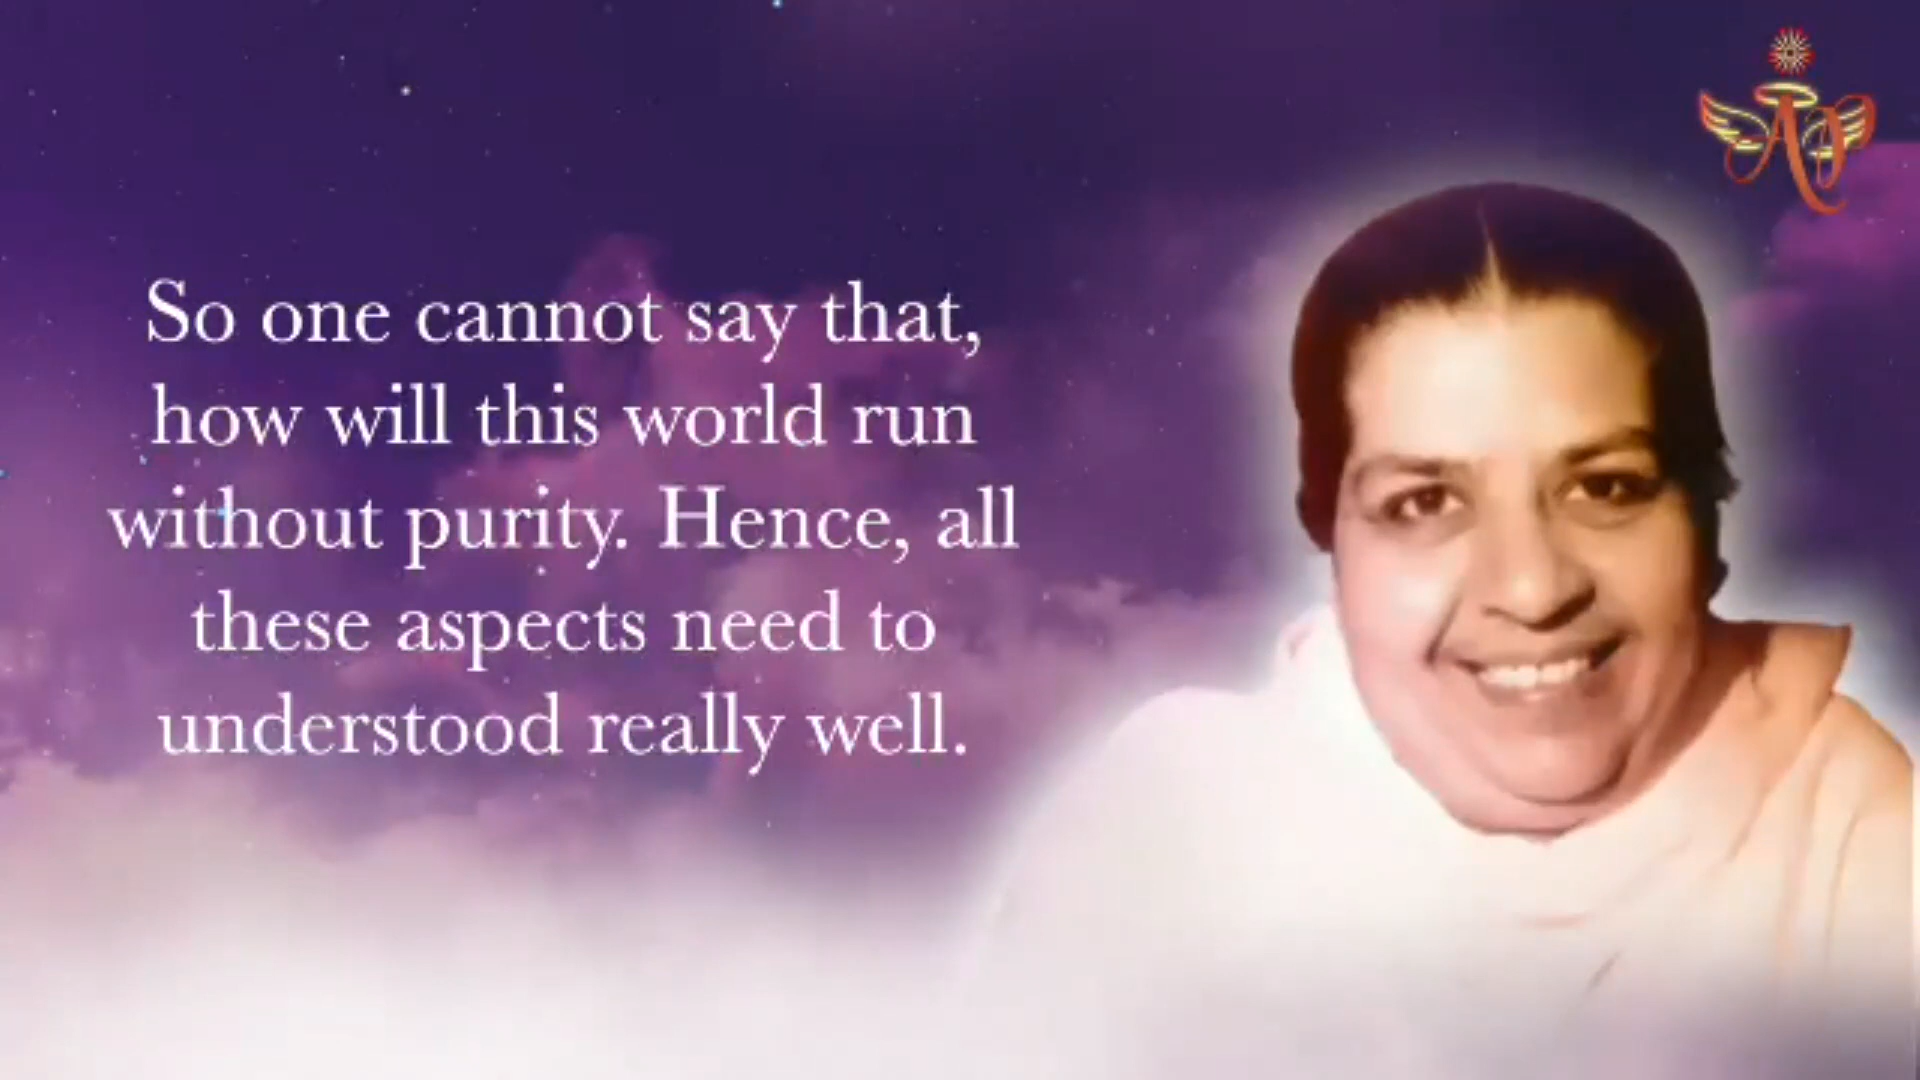 So one cannot say that,
how will this world run
without purity. Hence, all
these aspects need to
understood really well.